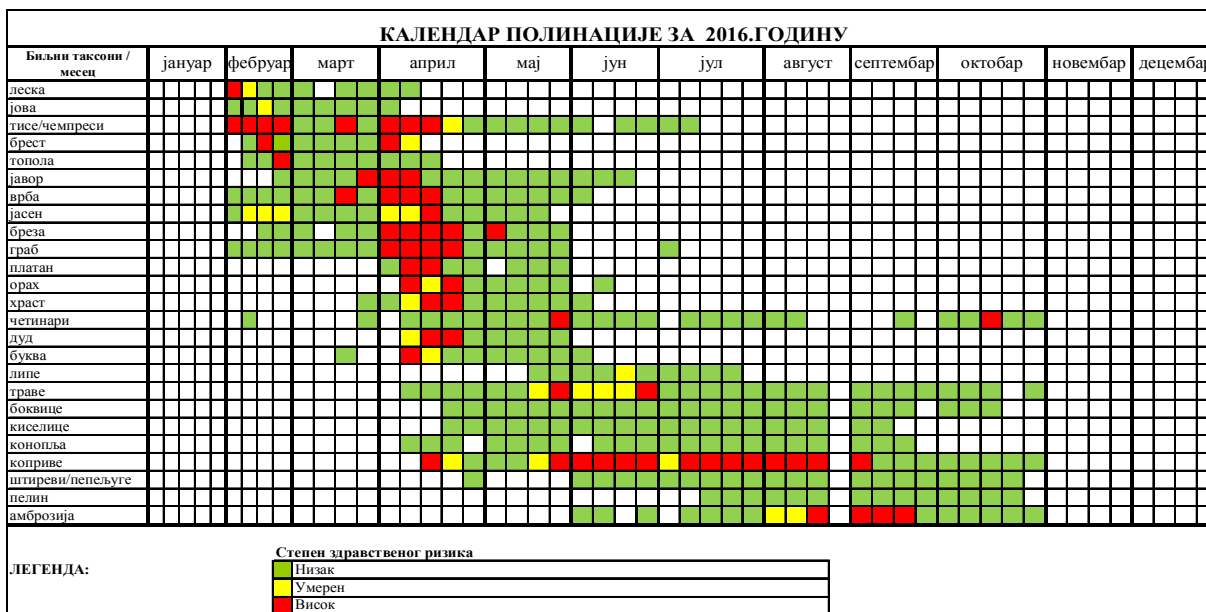 КАЛЕНДАР ПОЛИНАЦИЈЕ ЗА 2016.ГОДИНУ
Биљни таксони / месец јануар фебруар март април мај јун јул август септембар октобар новембар децембар
леска
јова
тисе/чемпреси
брест
топола
јавор
врба
јасен
бреза
граб
платан
орах
храст
четинари
дуд
буква
липе
траве
боквице
киселице
конопља
коприве
штиреви/пепељуге
пелин
амброзија
Степен здравственог ризика
ЛЕГЕНДА:
Низак
Умерен
Висок